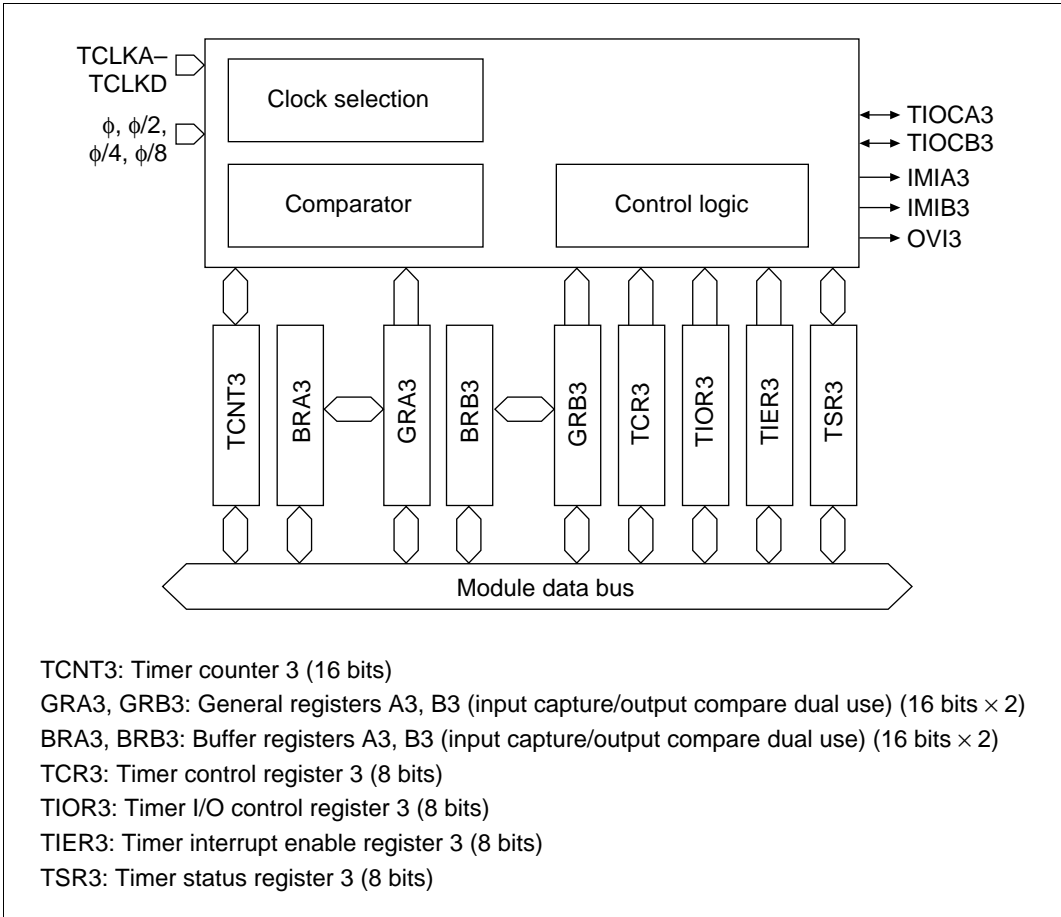 TCLKA–
TCLKD
ϕ, ϕ/2,
ϕ/4, ϕ/8
Clock selection
Comparator
Control logic
TIOCA3
TIOCB3
IMIA3
IMIB3
OVI3
TCNT3
BRA3
GRA3
BRB3
GRB3
TCR3
TIOR3
TIER3
TSR3
Module data bus
TCNT3: Timer counter 3 (16 bits)
GRA3, GRB3: General registers A3, B3 (input capture/output compare dual use) (16 bits × 2)
BRA3, BRB3: Buffer registers A3, B3 (input capture/output compare dual use) (16 bits × 2)
TCR3: Timer control register 3 (8 bits)
TIOR3: Timer I/O control register 3 (8 bits)
TIER3: Timer interrupt enable register 3 (8 bits)
TSR3: Timer status register 3 (8 bits)